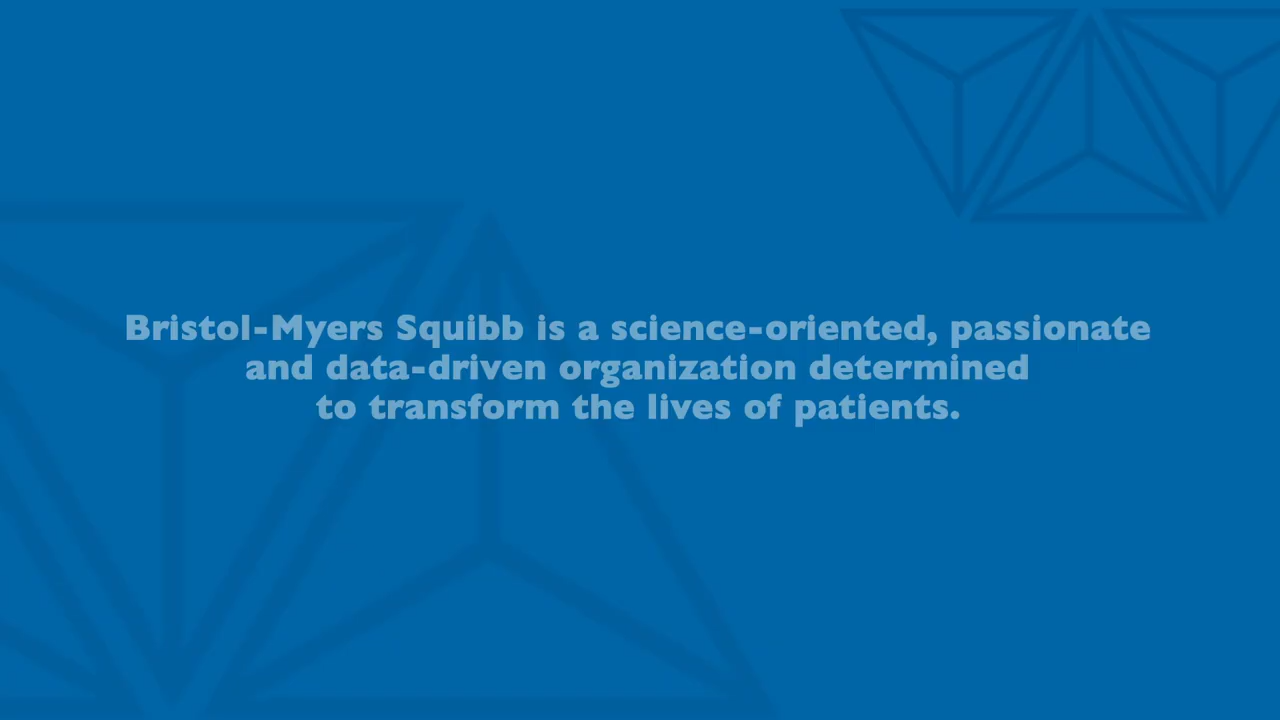 Bristol-Myers Squibb is a science-oriented, passionate
and data-driven organization determined
to transform the lives of patients.